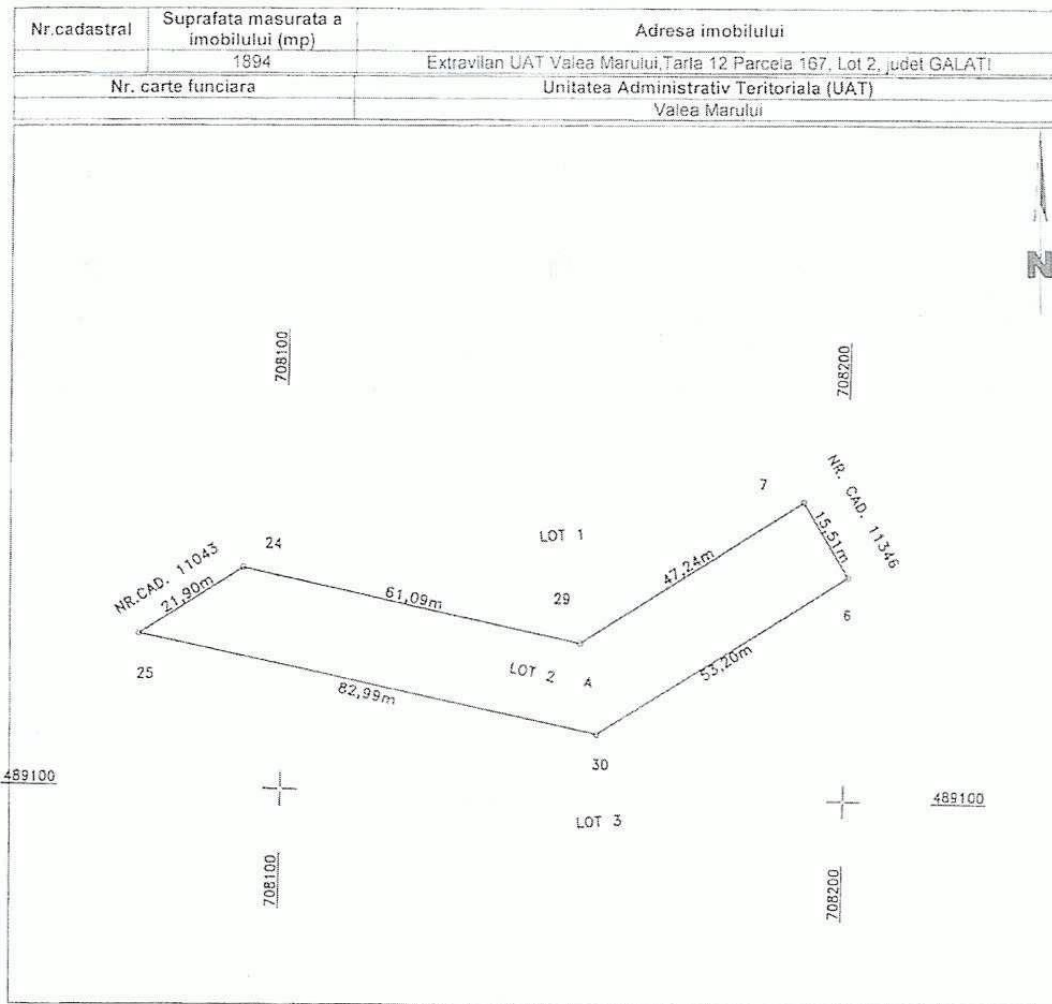 Nr.cadastral
Suprafata masurata a
imobilului (mp)
Adresa imobilului
1894
Extravilan UAT Valea Marului,Tarla 12 Parcela 167, Lot 2, judet GALATI
Nr. carte funciara
Unitatea Administrativ Teritoriala (UAT)
Valea Marului
N
708100
708200
NR. CAD. 11346
7
15,51m
LOT 1
24
47,24m
NR.CAD. 11043
21,90m
61,09m
29
6
25
LOT 2
A
53,20m
82,99m
30
489100
489100
LOT 3
708100
708200